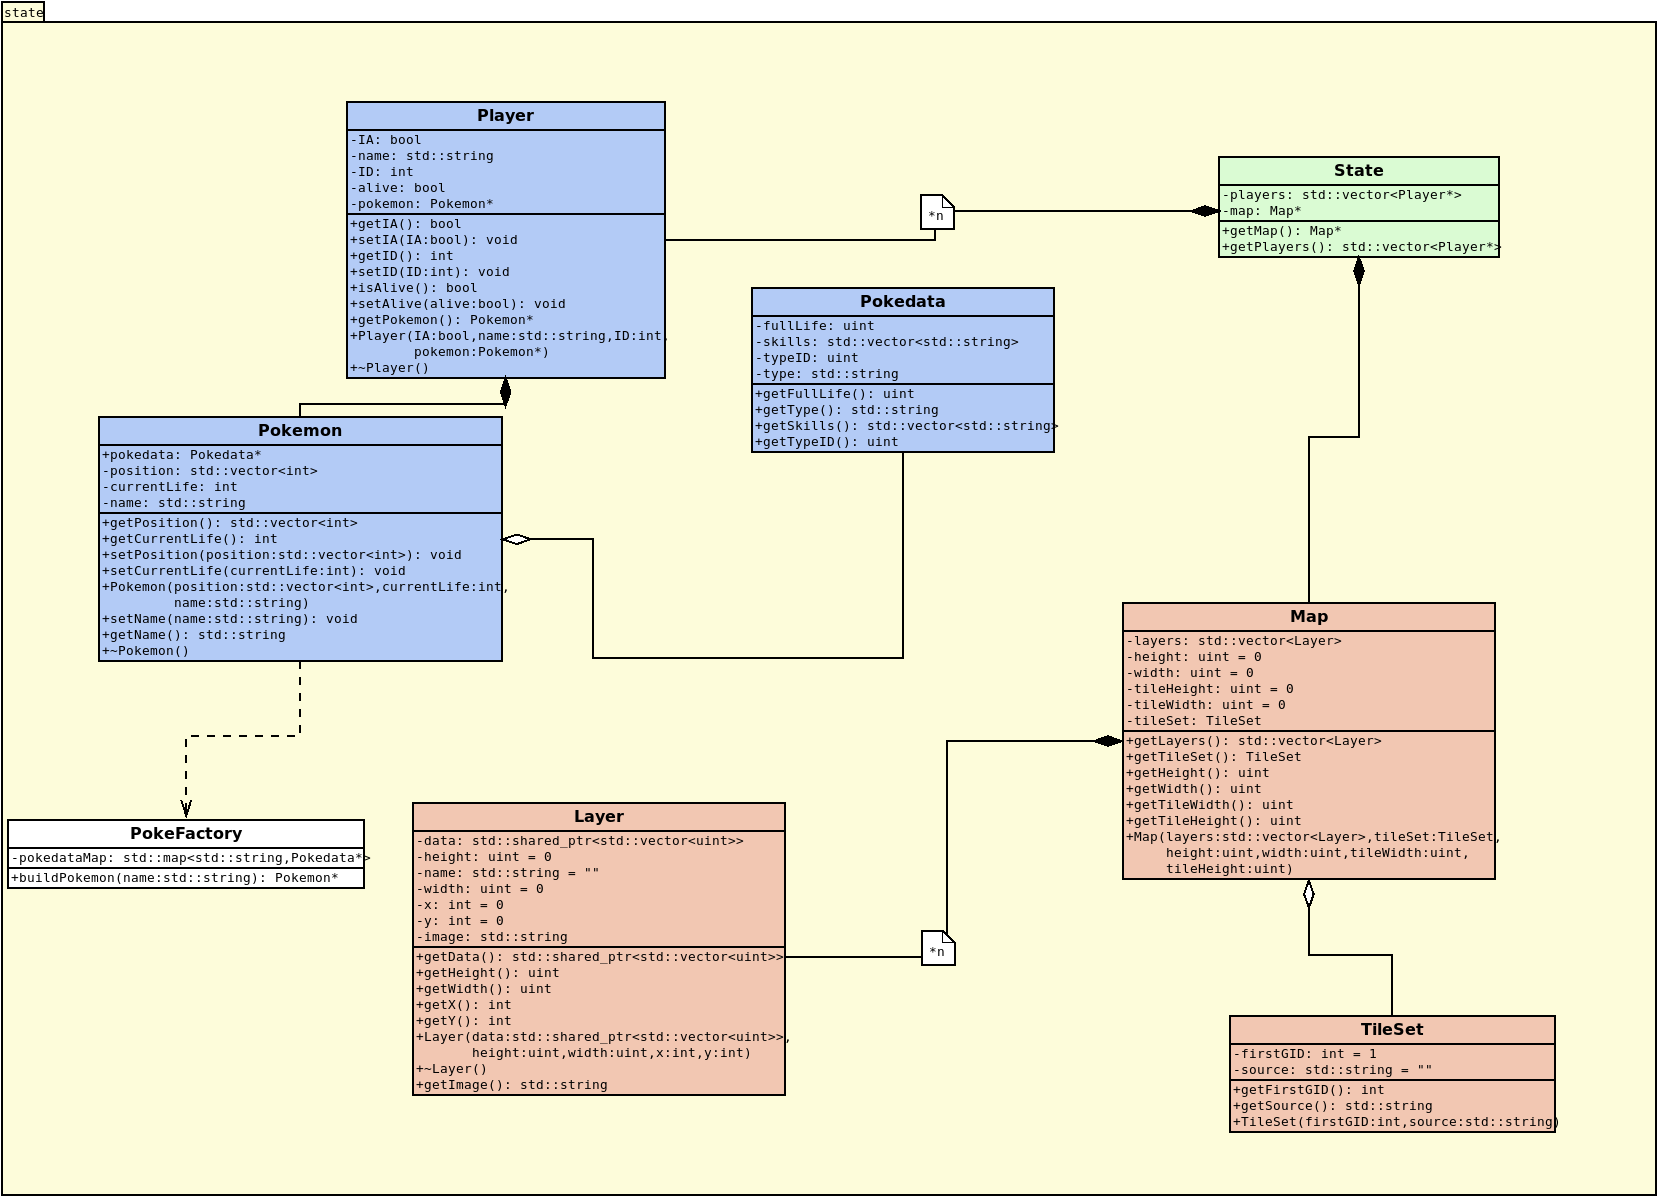 state
Player
-IA: bool
-name: std::string
-ID: int
-alive: bool
-pokemon: Pokemon*
+getIA(): bool
+setIA(IA:bool): void
+getID(): int
+setID(ID:int): void
+isAlive(): bool
+setAlive(alive:bool): void
+getPokemon(): Pokemon*
+Player(IA:bool,name:std::string,ID:int,
pokemon:Pokemon*)
+~Player()
*n
State
-players: std::vector<Player*>
-map: Map*
+getMap(): Map*
+getPlayers(): std::vector<Player*>
Pokedata
-fullLife: uint
-skills: std::vector<std::string>
-typeID: uint
-type: std::string
+getFullLife(): uint
+getType(): std::string
+getSkills(): std::vector<std::string>
+getTypeID(): uint
Pokemon
+pokedata: Pokedata*
-position: std::vector<int>
-currentLife: int
-name: std::string
+getPosition(): std::vector<int>
+getCurrentLife(): int
+setPosition(position:std::vector<int>): void
+setCurrentLife(currentLife:int): void
+Pokemon(position:std::vector<int>,currentLife:int,
name:std::string)
+setName(name:std::string): void
+getName(): std::string
+~Pokemon()
Map
-layers: std::vector<Layer>
-height: uint = 0
-width: uint = 0
-tileHeight: uint = 0
-tileWidth: uint = 0
-tileSet: TileSet
+getLayers(): std::vector<Layer>
+getTileSet(): TileSet
+getHeight(): uint
+getWidth(): uint
+getTileWidth(): uint
+getTileHeight(): uint
+Map(layers:std::vector<Layer>,tileSet:TileSet,
height:uint,width:uint,tileWidth:uint,
tileHeight:uint)
PokeFactory
-pokedataMap: std::map<std::string,Pokedata*>
+buildPokemon(name:std::string): Pokemon*
Layer
-data: std::shared_ptr<std::vector<uint>>
-height: uint = 0
-name: std::string = ""
-width: uint = 0
-x: int = 0
-y: int = 0
-image: std::string
+getData(): std::shared_ptr<std::vector<uint>>
+getHeight(): uint
+getWidth(): uint
+getX(): int
+getY(): int
+Layer(data:std::shared_ptr<std::vector<uint>>,
height:uint,width:uint,x:int,y:int)
+~Layer()
+getImage(): std::string
*n
TileSet
-firstGID: int = 1
-source: std::string = ""
+getFirstGID(): int
+getSource(): std::string
+TileSet(firstGID:int,source:std::string)